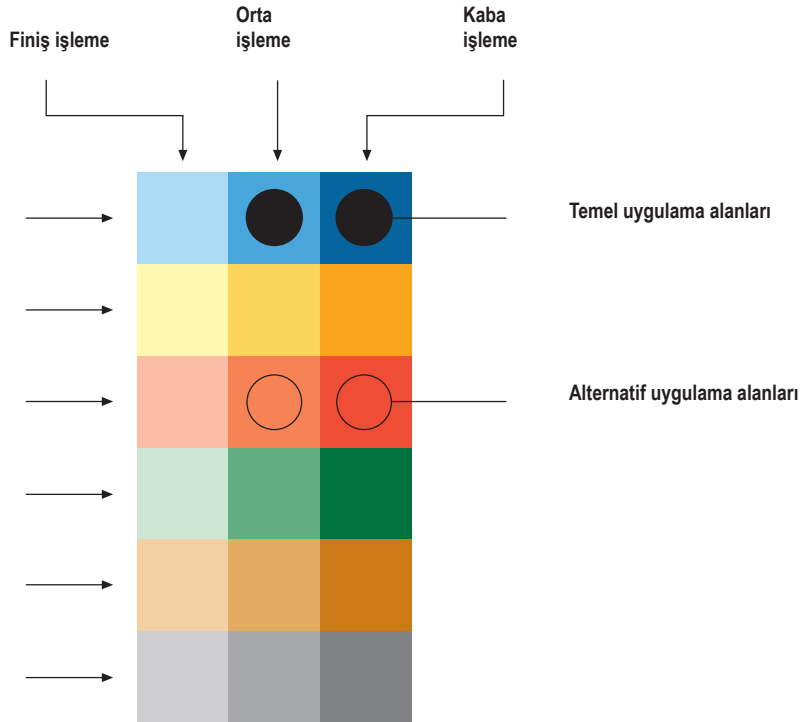 Finiş işleme
Orta
işleme
Kaba
işleme
Temel uygulama alanları
Alternatif uygulama alanları